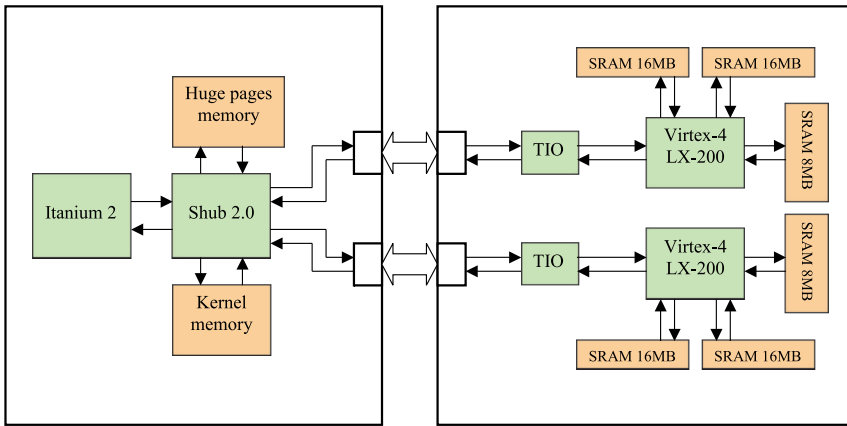 Huge pages
memory
Itanium 2
Shub 2.0
Kernel
memory
SRAM 16MB
SRAM 16MB
TIO
Virtex-4
LX-200
SRAM 8MB
TIO
Virtex-4
LX-200
SRAM 8MB
SRAM 16MB
SRAM 16MB